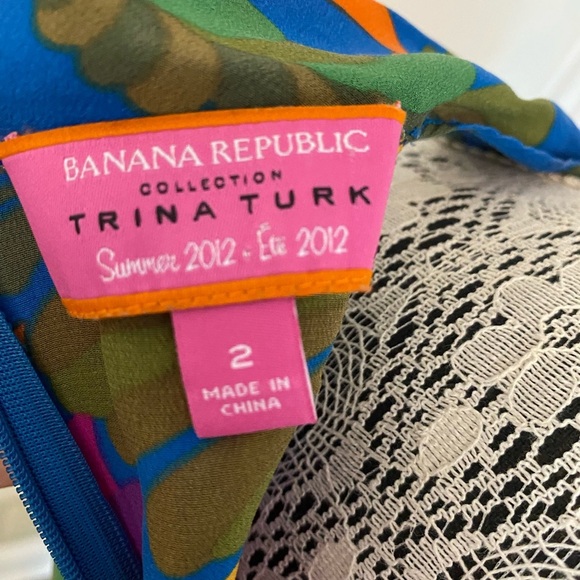 BANANA REPUBLIC
COLLECTION
TRINA TURK
Summer 2012 - Été 2012
2
MADE IN
CHINA